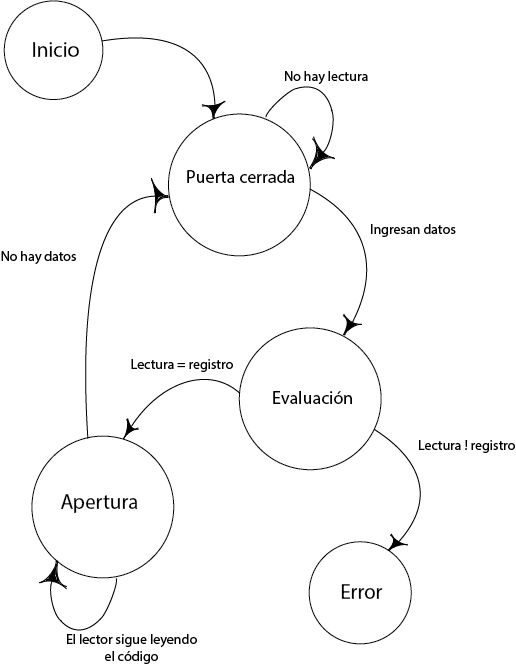 Inicio
No hay lectura
Puerta cerrada
Ingresan datos
No hay datos
Lectura = registro
Evaluación
Lectura ! registro
Apertura
Error
El lector sigue leyendo
el código